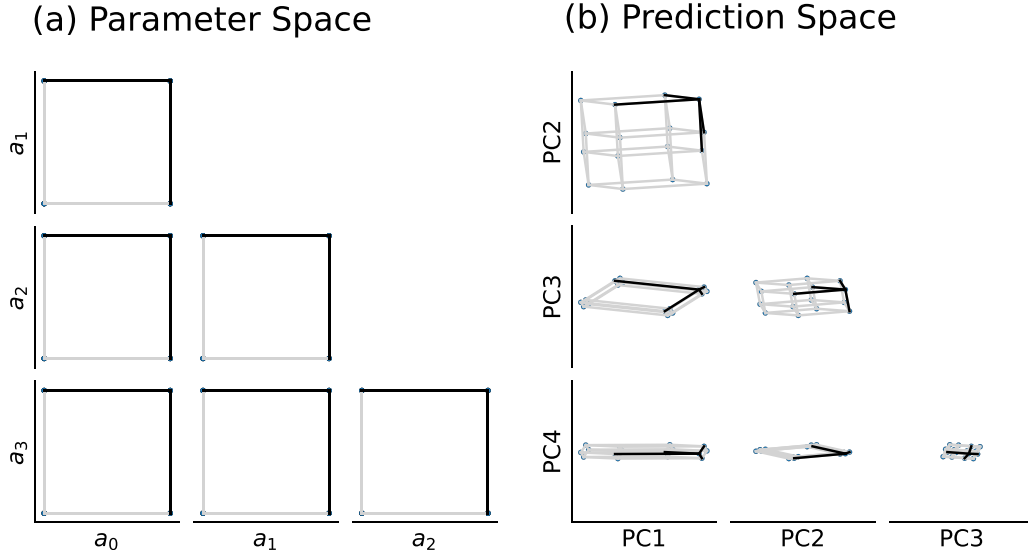 (a) Parameter Space
(b) Prediction Space
a₁
PC2
a₂
PC3
a₃
PC4
a₀ a₁ a₂
PC1 PC2 PC3